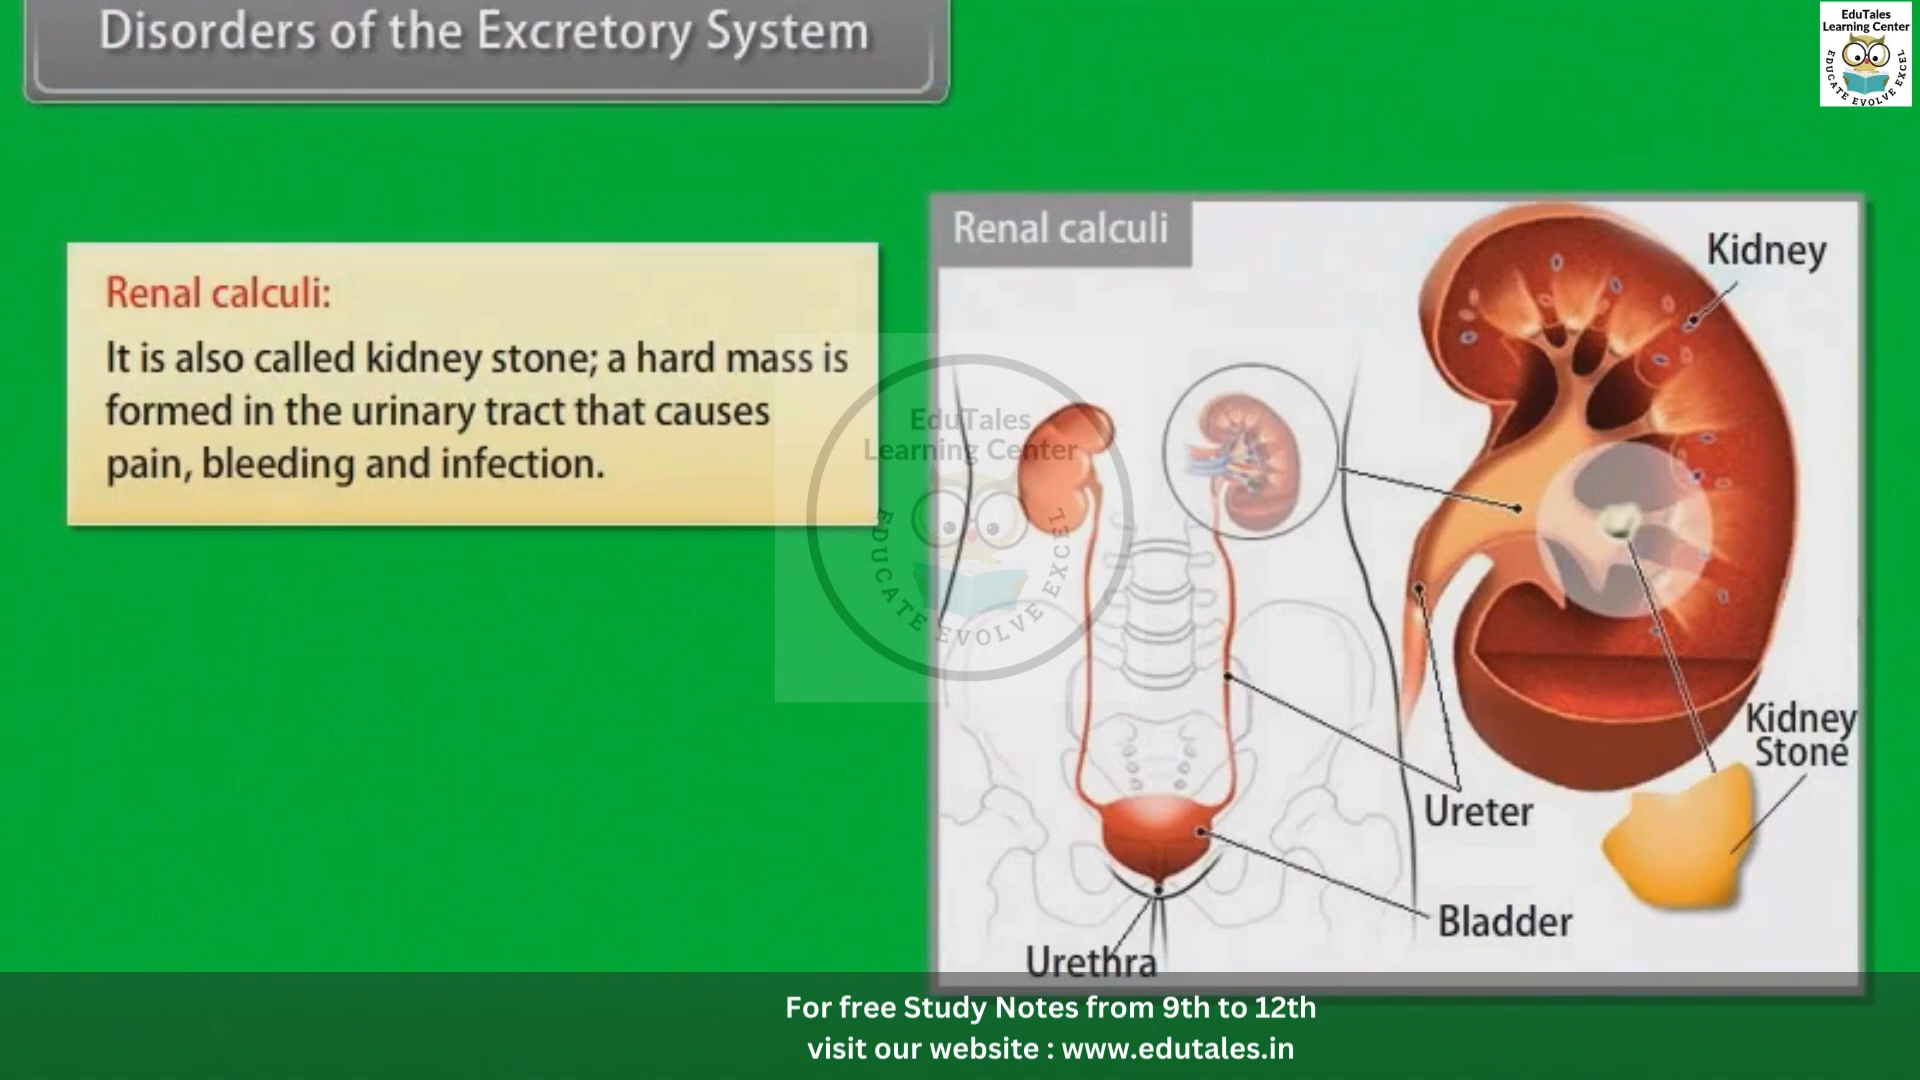 Disorders of the Excretory System
EduTales
Learning Center
EDUCATE EVOLVE EXCEL
Renal calculi:
It is also called kidney stone; a hard mass is
formed in the urinary tract that causes
pain, bleeding and infection.
Renal calculi
Kidney
EduTales
Learning Center
EDUCATE EVOLVE EXCEL
Kidney
Stone
Ureter
Bladder
Urethra
For free Study Notes from 9th to 12th
visit our website : www.edutales.in